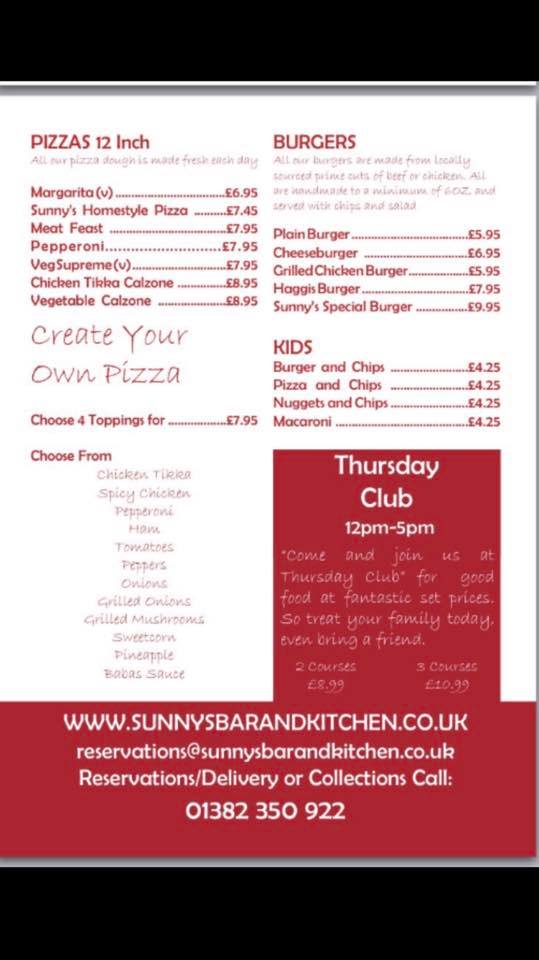 PIZZAS 12 Inch
All our pizza dough is made fresh each day
Margarita (v) ..............................£6.95
Sunny's Homestyle Pizza ..........£7.45
Meat Feast ................................£7.95
Pepperoni.......................£7.95
Veg Supreme (v)..........................£7.95
Chicken Tikka Calzone ..............£8.95
Vegetable Calzone ...................£8.95
Create Your
Own Pizza
Choose 4 Toppings for ...................£7.95
Choose From
Chicken Tikka
Spicy Chicken
Pepperoni
Ham
Tomatoes
Peppers
Onions
Grilled Onions
Grilled Mushrooms
Sweetcorn
Pineapple
Babas Sauce
BURGERS
All our burgers are made from locally
sourced prime cuts of beef or chicken. All
are handmade to a minimum of 6OZ, and
served with chips and salad
Plain Burger ................................£5.95
Cheeseburger ............................£6.95
Grilled Chicken Burger.................£5.95
Haggis Burger ..............................£7.95
Sunny's Special Burger ...............£9.95
KIDS
Burger and Chips .....................£4.25
Pizza and Chips .....................£4.25
Nuggets and Chips .....................£4.25
Macaroni .....................................£4.25
Thursday
Club
12pm-5pm
"Come and join us at
Thursday Club" for good
food at fantastic set prices.
So treat your family today,
even bring a friend.
2 Courses 3 Courses
£8.99 £10.99
WWW.SUNNYSBARANDKITCHEN.CO.UK
reservations@sunnysbarandkitchen.co.uk
Reservations/Delivery or Collections Call:
01382 350 922